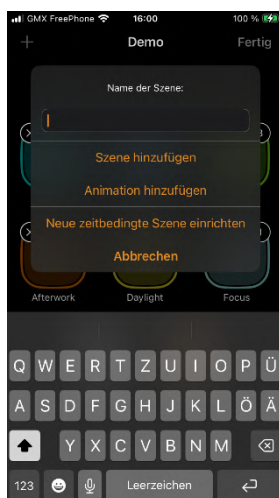 GMX FreePhone 16:00 100 %
Demo Fertig
Name der Szene:
Szene hinzufügen
Animation hinzufügen
Neue zeitbedingte Szene einrichten
Abbrechen
Afterwork Daylight Focus
Q W E R T Z U I O P Ü
A S D F G H J K L Ö Ä
Y X C V B N M
123 Leerzeichen